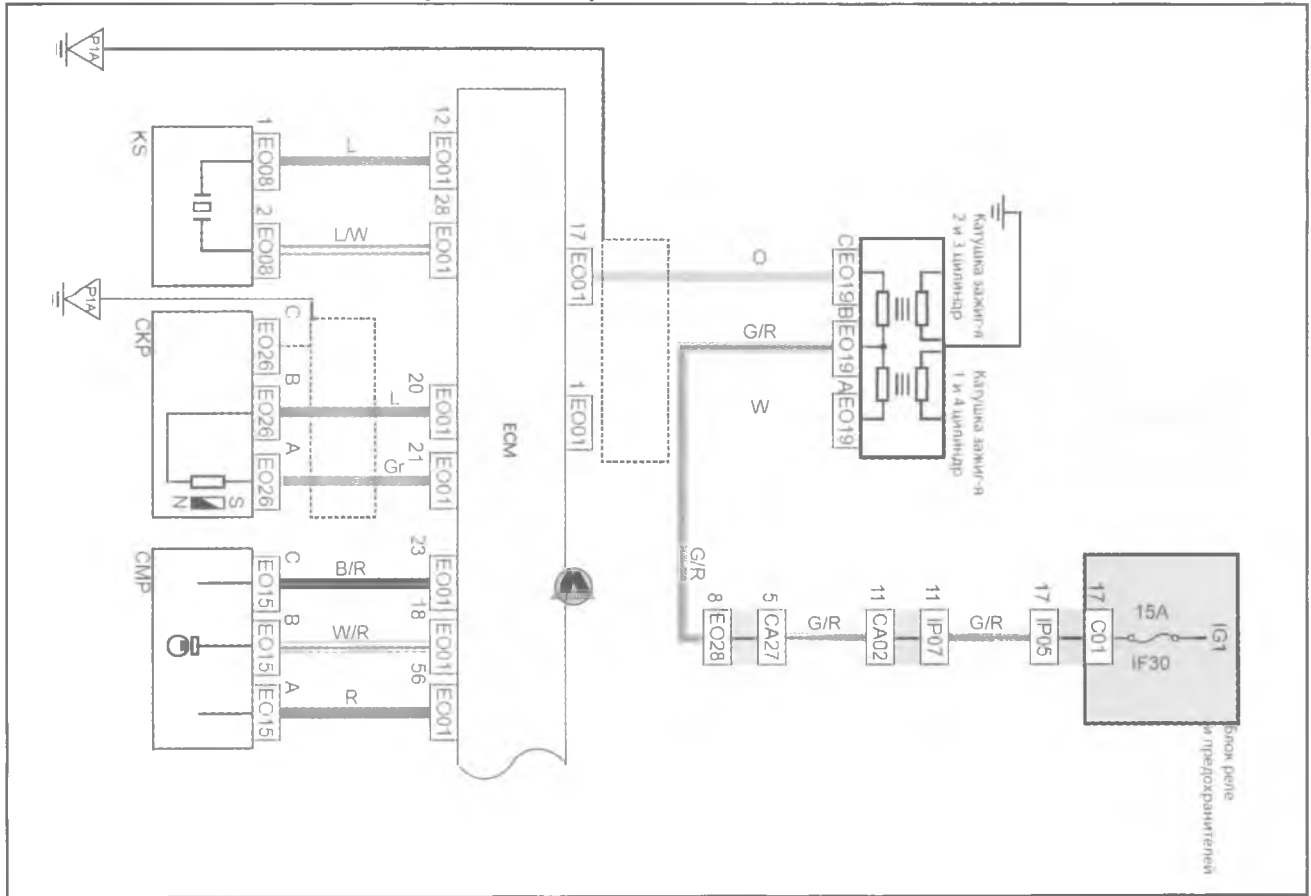 P1A
KS
1 EO08
2 EO08
L
L/W
12 EO01
28 EO01
P1A
CKP
C EO26
B EO26
A EO26
L
Gr
20 EO01
21 EO01
CMP
C EO15
B EO15
A EO15
B/R
W/R
R
23 EO01
18 EO01
56 EO01
ECM
17 EO01
1 EO01
O
G/R
W
C EO19
B EO19
A EO19
Катушка зажиг-я
2 и 3 цилиндр
Катушка зажиг-я
1 и 4 цилиндр
G/R
8 EO28
5 CA27
G/R
11 CA02
11 IP07
G/R
17 IP05
17 C01
15A
IF30
IG1
Блок реле
и предохранителей
N
S